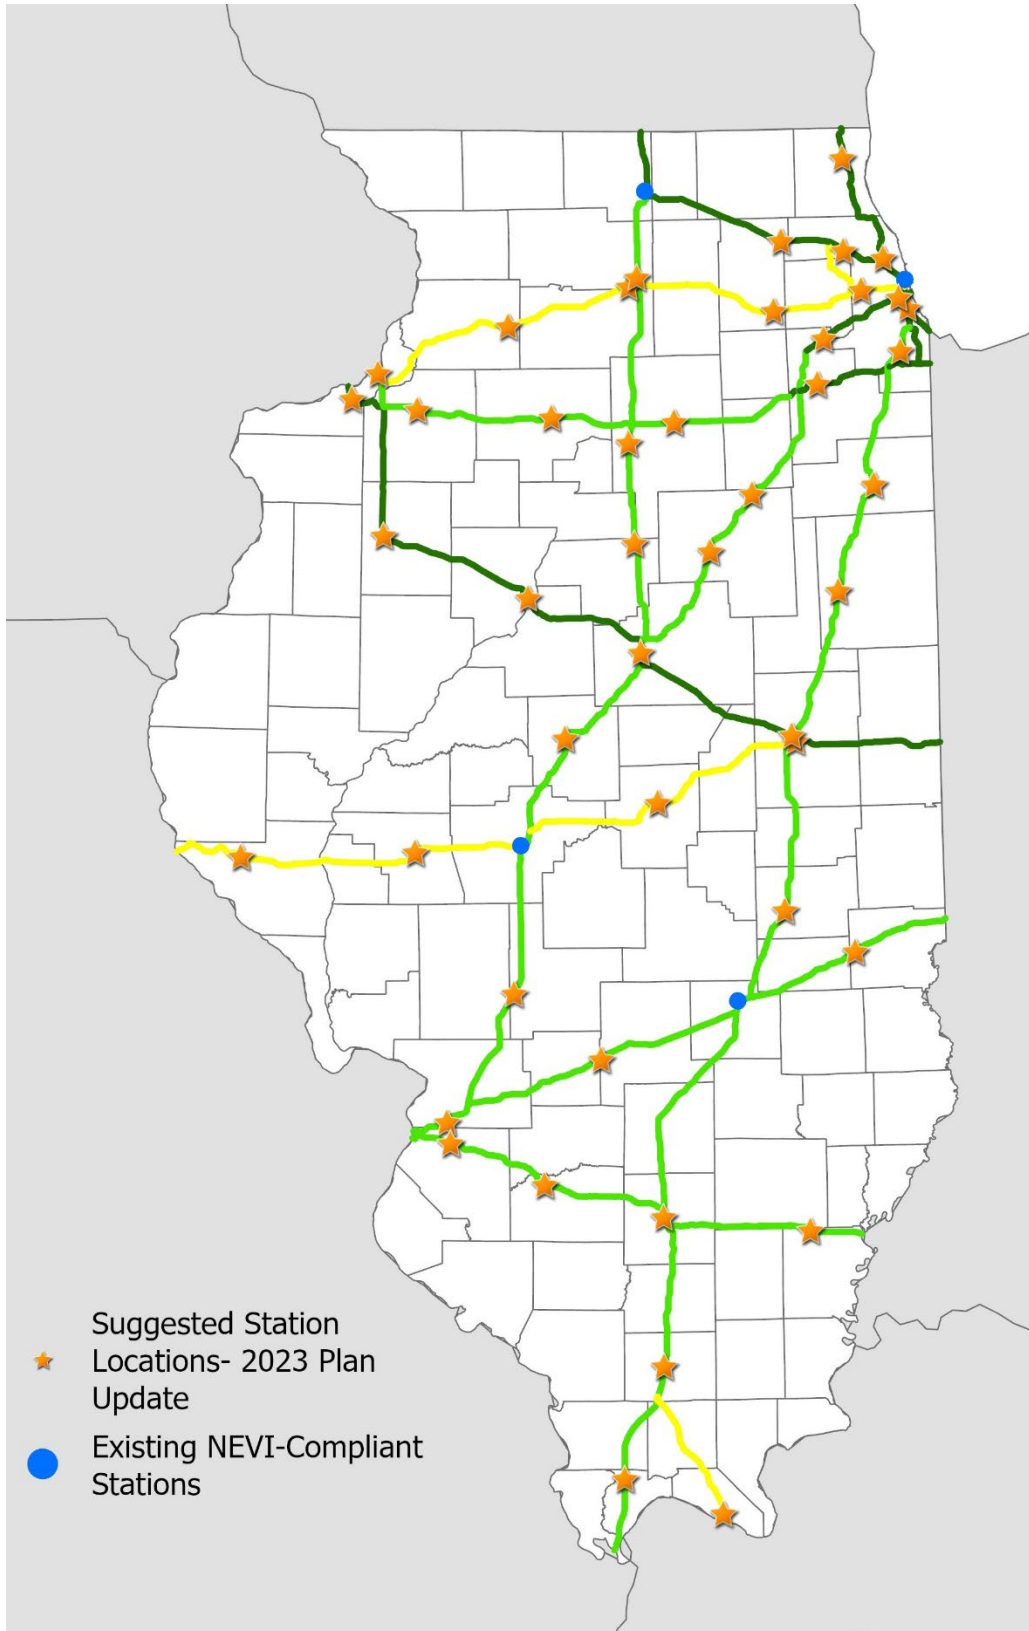 Suggested Station
Locations- 2023 Plan
Update
Existing NEVI-Compliant
Stations